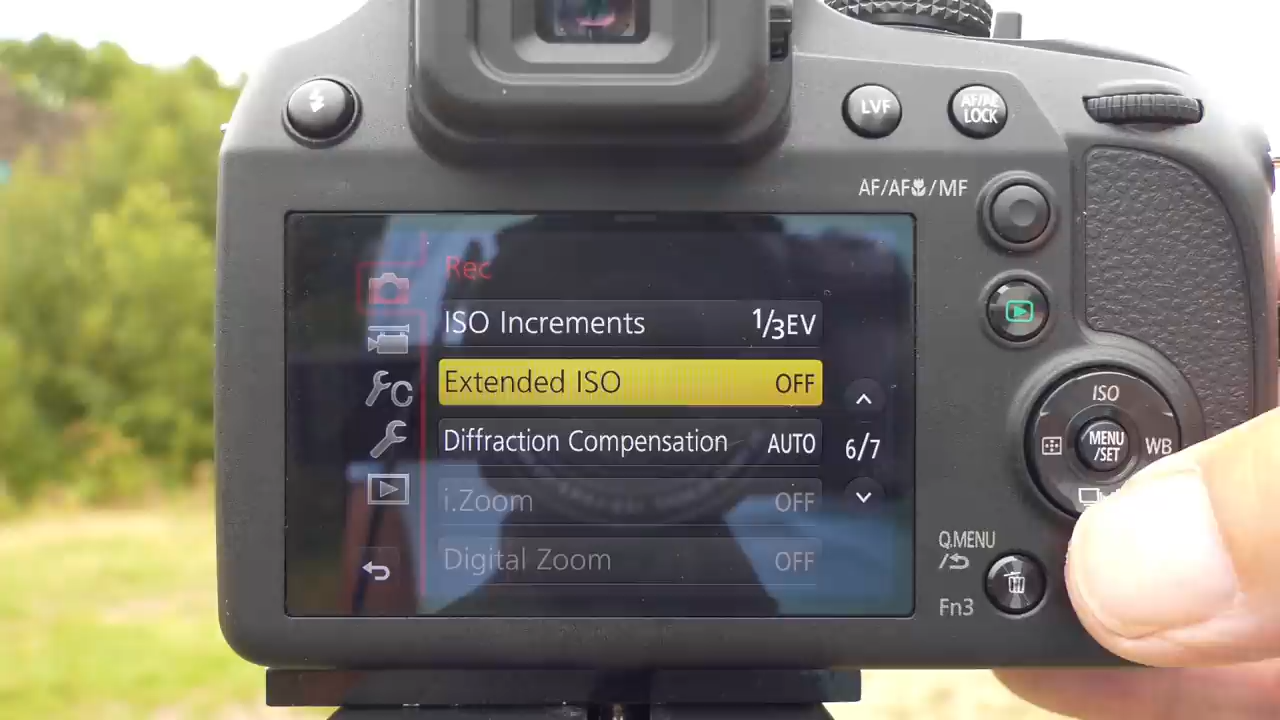 LVF
AF/AE
LOCK
AF/AF/MF
Rec
ISO Increments 1/3EV
Extended ISO OFF
Diffraction Compensation AUTO
6/7
i.Zoom OFF
Digital Zoom OFF
C
ISO
MENU
/SET
WB
Q.MENU
/
Fn3